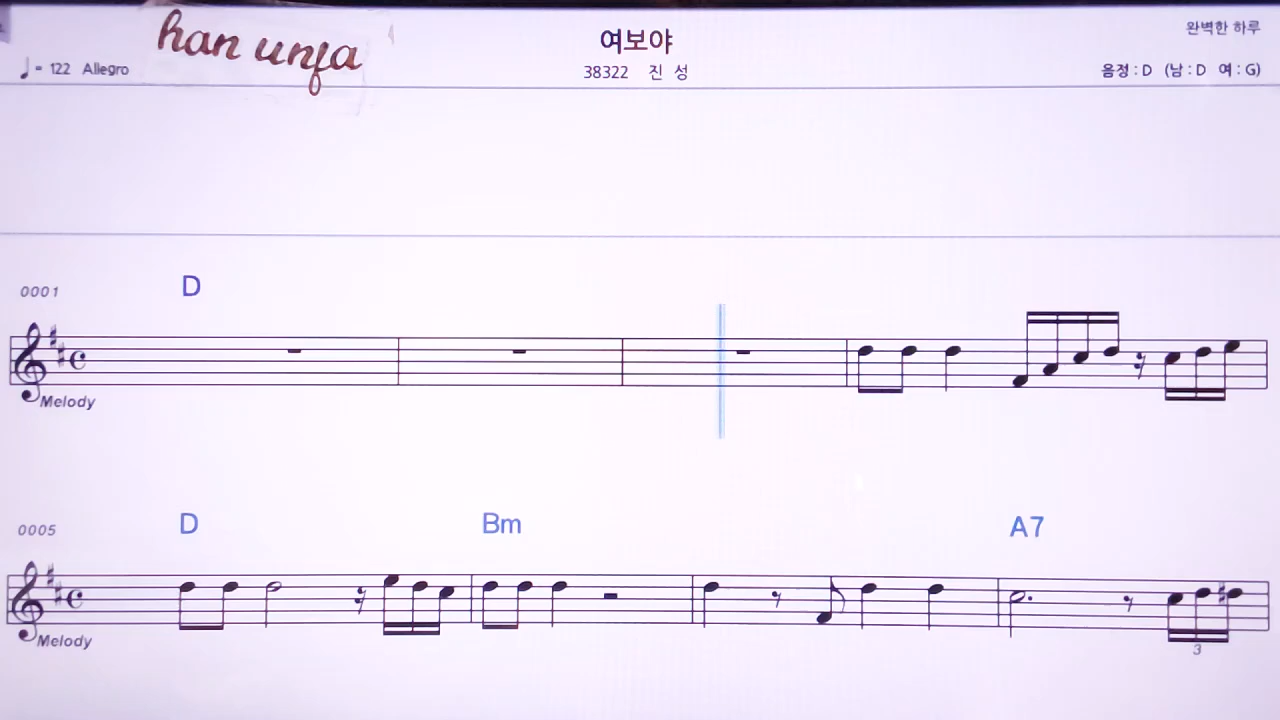 han unja
여보야
완벽한 하루
♩= 122 Allegro
38322 진 성
음정 : D (남 : D 여 : G)
0001
D
Melody
0005
D Bm A7
Melody
3